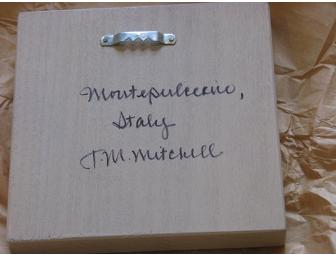 Montepulciano,
Italy
T.M. Mitchell